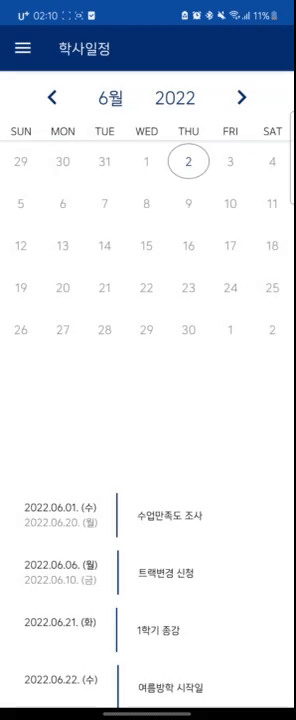 U+ 02:10 11%
학사일정
6월 2022
SUN MON TUE WED THU FRI SAT
29 30 31 1 2 3 4
5 6 7 8 9 10 11
12 13 14 15 16 17 18
19 20 21 22 23 24 25
26 27 28 29 30 1 2
2022.06.01. (수)
2022.06.20. (월)
수업만족도 조사
2022.06.06. (월)
2022.06.10. (금)
트랙변경 신청
2022.06.21. (화)
1학기 종강
2022.06.22. (수)
여름방학 시작일